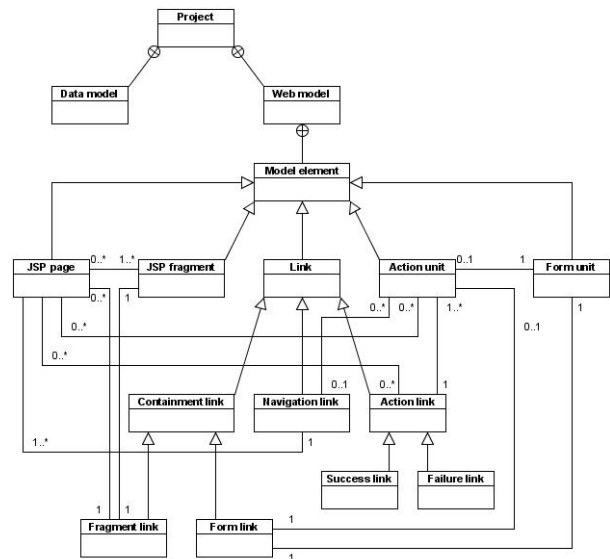 Project
Data model
Web model
Model element
JSP page
0..*
1..*
JSP fragment
Link
Action unit
0..1
1
Form unit
0..*
1
0..*
0..*
1..*
1
0..*
0..1
0..*
0..1
0..*
1
Containment link
Navigation link
Action link
1..*
1
Success link
Failure link
1
1
1
Fragment link
Form link
1